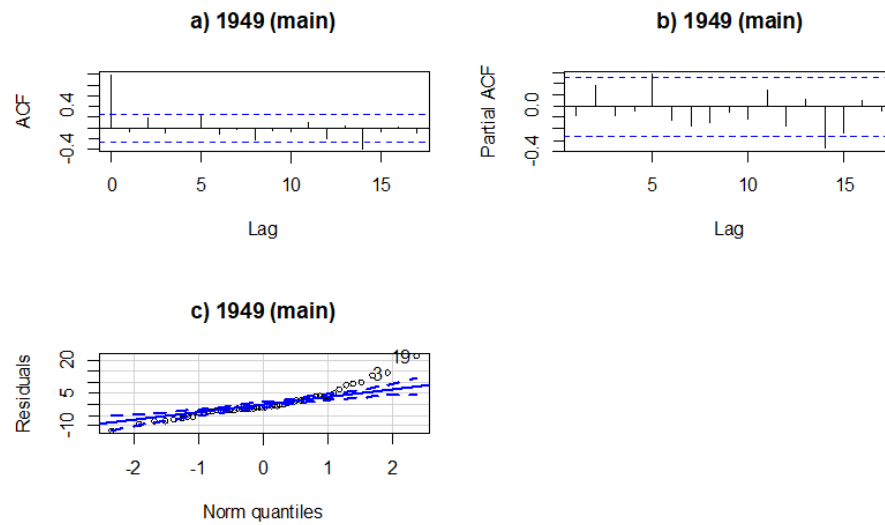 a) 1949 (main)
ACF
0.4
-0.4
0 5 10 15
Lag
b) 1949 (main)
Partial ACF
0.0
-0.4
5 10 15
Lag
c) 1949 (main)
Residuals
20
5
-10
19
3
-2 -1 0 1 2
Norm quantiles